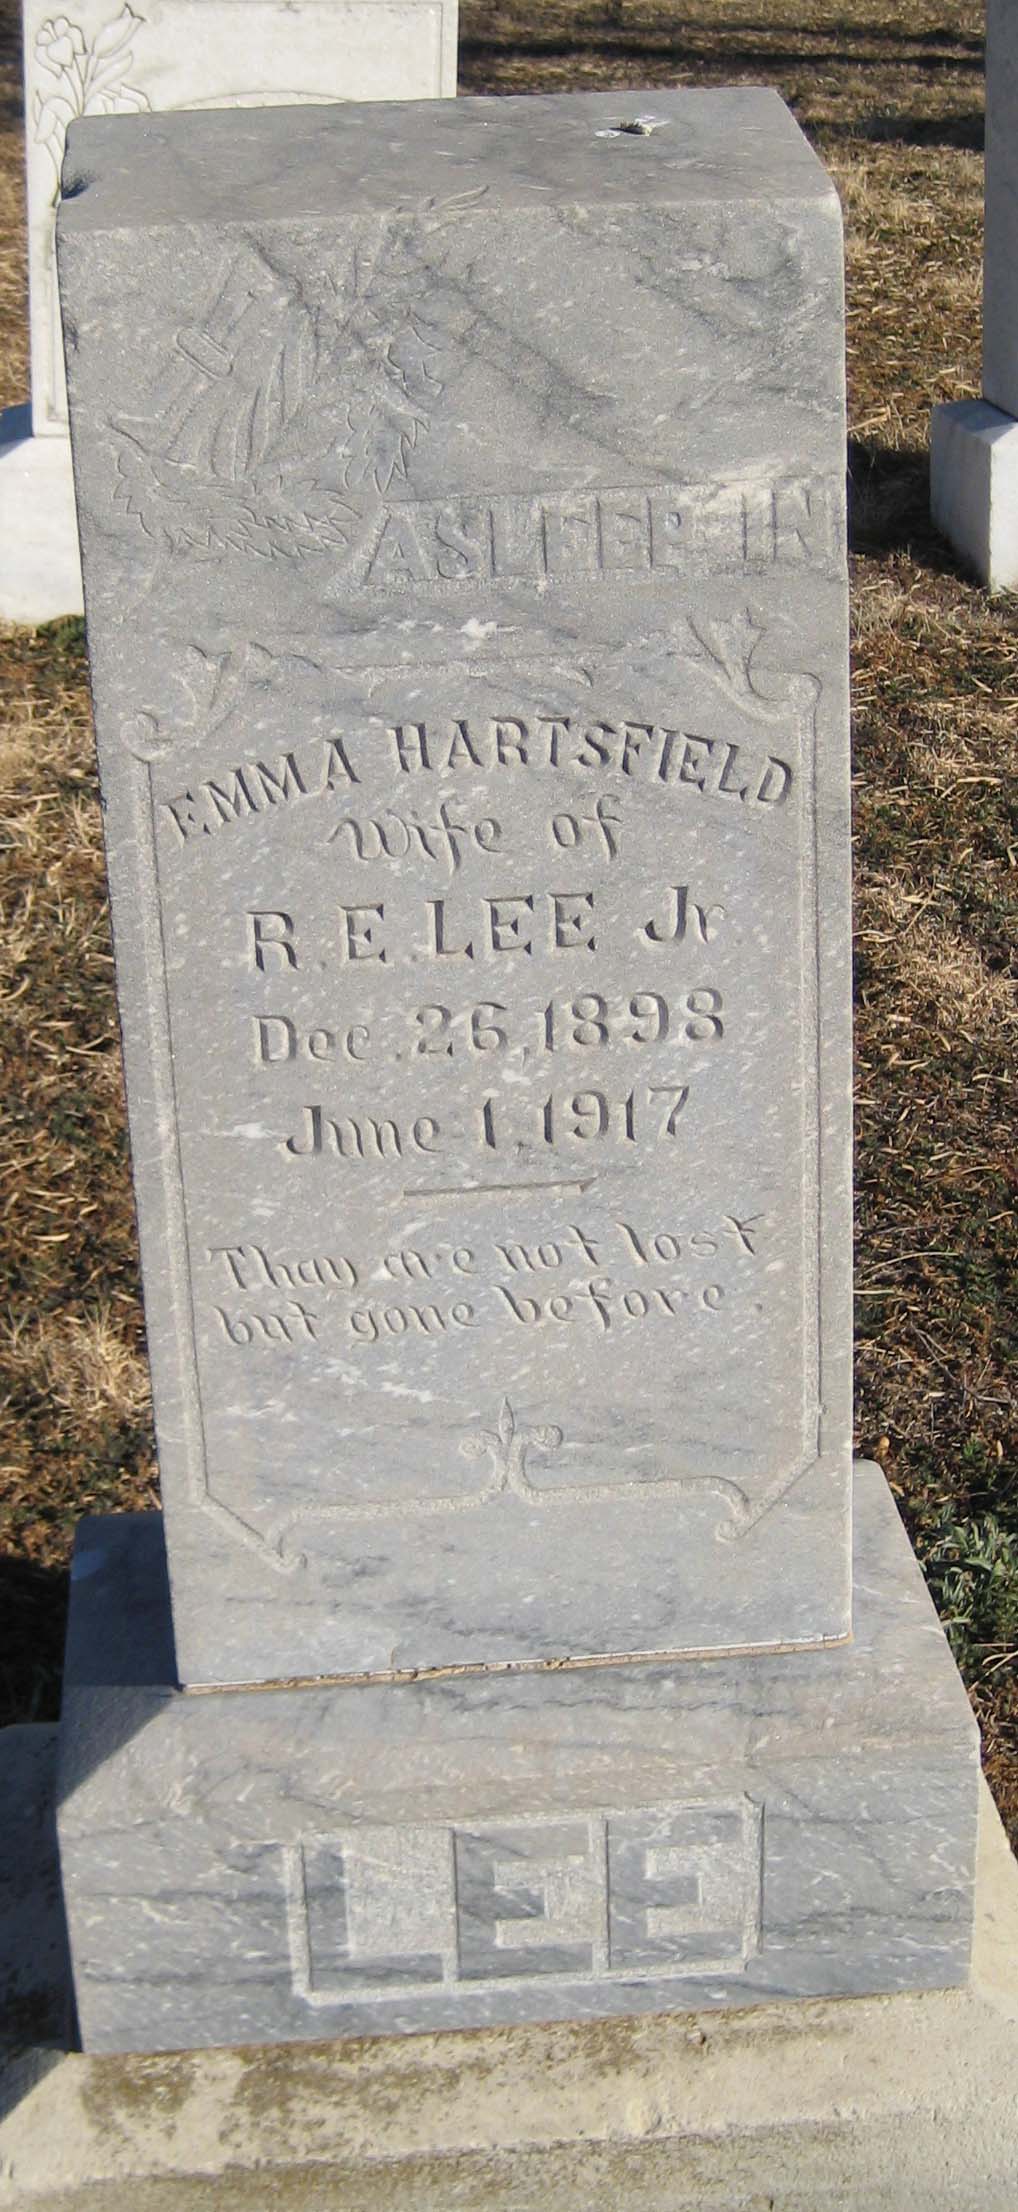 ASLEEP IN
EMMA HARTSFIELD
Wife of
R. E. LEE Jr.
Dec. 26, 1898
June 1, 1917
Thay are not lost
but gone before.
LEE